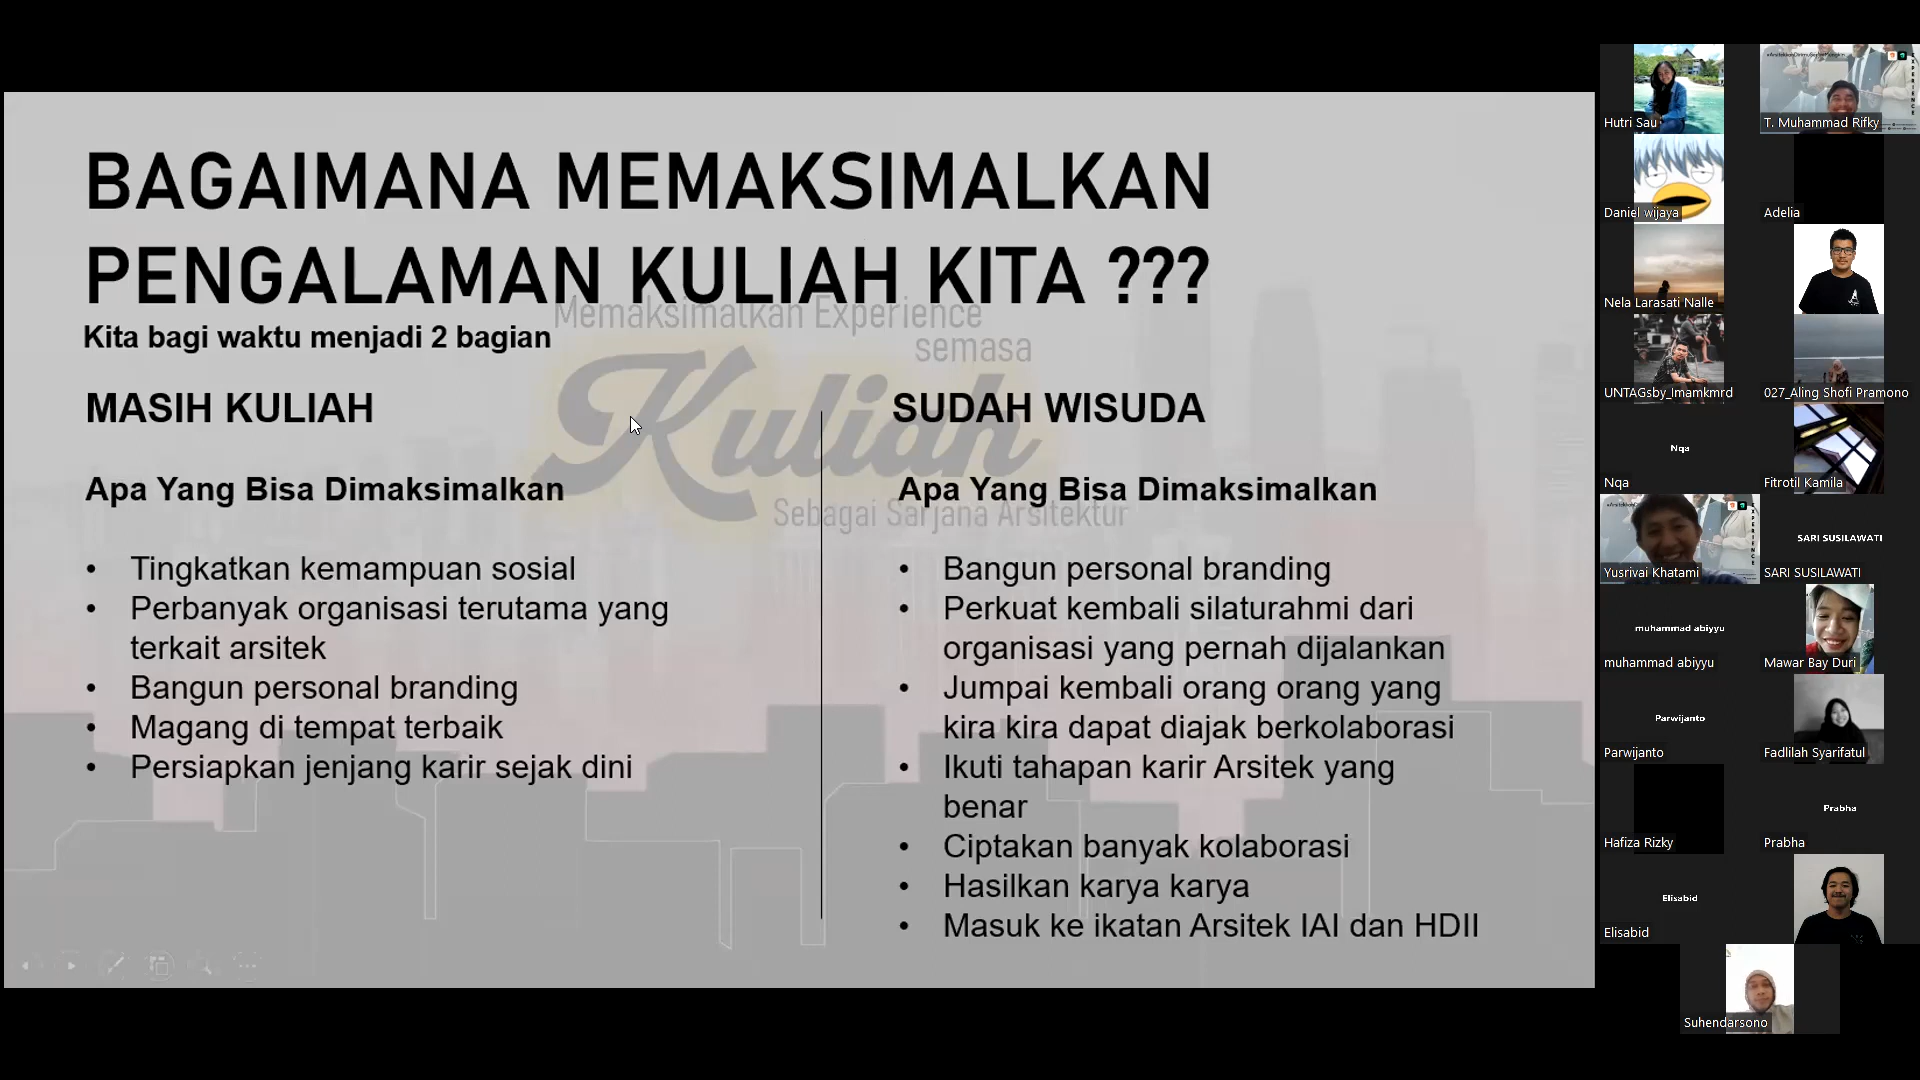 BAGAIMANA MEMAKSIMALKAN
PENGALAMAN KULIAH KITA ???
Memaksimalkan Experience
semasa
Kuliah
Sebagai Sarjana Arsitektur
Kita bagi waktu menjadi 2 bagian
MASIH KULIAH
Apa Yang Bisa Dimaksimalkan
• Tingkatkan kemampuan sosial
• Perbanyak organisasi terutama yang
terkait arsitek
• Bangun personal branding
• Magang di tempat terbaik
• Persiapkan jenjang karir sejak dini
SUDAH WISUDA
Apa Yang Bisa Dimaksimalkan
• Bangun personal branding
• Perkuat kembali silaturahmi dari
organisasi yang pernah dijalankan
• Jumpai kembali orang orang yang
kira kira dapat diajak berkolaborasi
• Ikuti tahapan karir Arsitek yang
benar
• Ciptakan banyak kolaborasi
• Hasilkan karya karya
• Masuk ke ikatan Arsitek IAI dan HDII
Hutri Sau
EXPERIENCE
T. Muhammad Rifky
Daniel wijaya
Adelia
Nela Larasati Nalle
UNTAGsby_Imamkmrd
027_Aling Shofi Pramono
Nqa
Nqa
Fitrotil Kamila
EXPERIENCE
Yusrivai Khatami
SARI SUSILAWATI
SARI SUSILAWATI
muhammad abiyyu
muhammad abiyyu
Mawar Bay Duri
Parwijanto
Parwijanto
Fadlilah Syarifatul
Hafiza Rizky
Prabha
Prabha
Elisabid
Elisabid
Suhendarsono